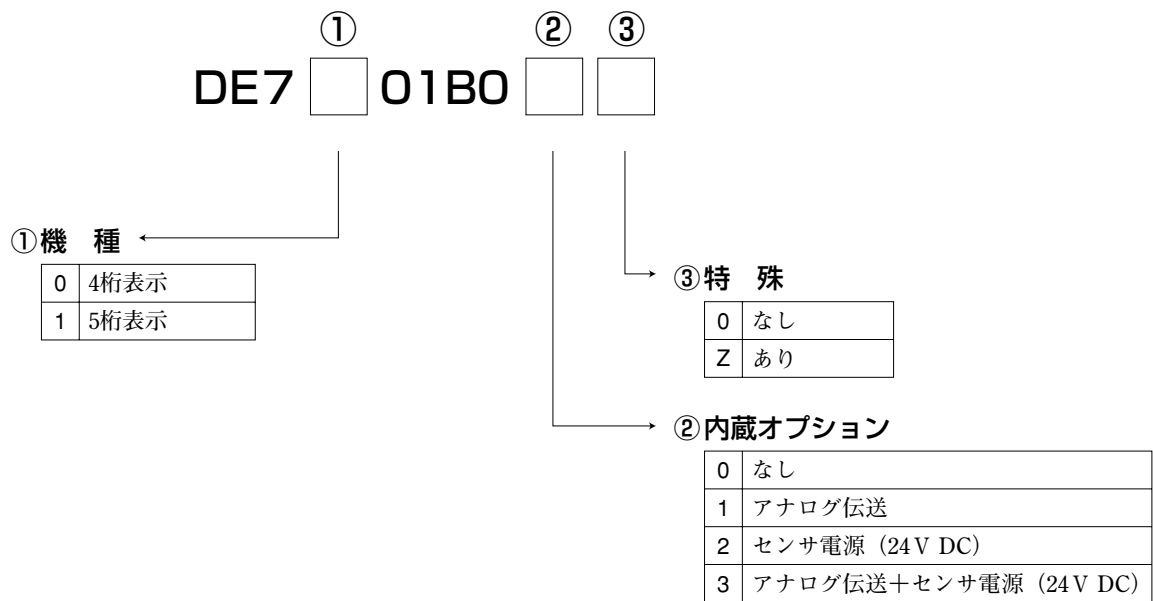 ① ② ③
DE7 □ 01B0 □ □
①機　種
0 4桁表示
1 5桁表示
③特　殊
0 なし
Z あり
②内蔵オプション
0 なし
1 アナログ伝送
2 センサ電源（24V DC）
3 アナログ伝送＋センサ電源（24V DC）